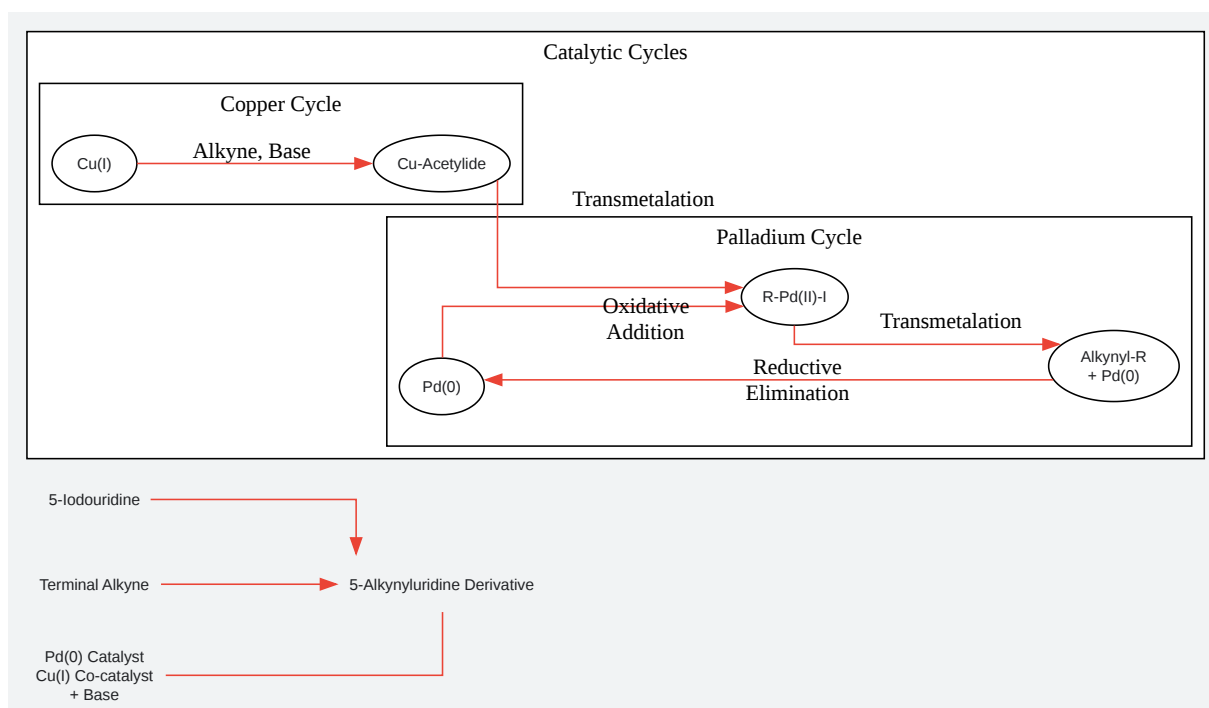 Catalytic Cycles
Copper Cycle
Cu(I)
Alkyne, Base
Cu-Acetylide
Transmetalation
Palladium Cycle
R-Pd(II)-I
Oxidative
Addition
Transmetalation
Pd(0)
Reductive
Elimination
Alkynyl-R
+ Pd(0)
5-Iodouridine
Terminal Alkyne
5-Alkynyluridine Derivative
Pd(0) Catalyst
Cu(I) Co-catalyst
+ Base